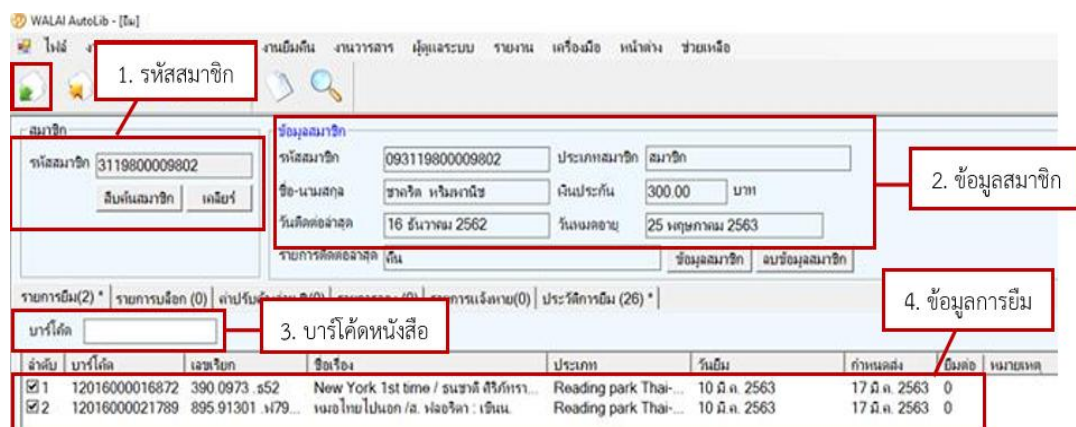 WALAI AutoLib - [ยืม]
ไฟล์ งานยืมคืน งานวารสาร ผู้ดูแลระบบ รายงาน เครื่องมือ หน้าต่าง ช่วยเหลือ
1. รหัสสมาชิก
สมาชิก
รหัสสมาชิก 3119800009802
สืบค้นสมาชิก เคลียร์
ข้อมูลสมาชิก
รหัสสมาชิก 093119800009802 ประเภทสมาชิก สมาชิก
ชื่อ-นามสกุล ชาคริต เงินประกัน 300.00 บาท
วันติดต่อล่าสุด 16 ธันวาคม 2562 วันหมดอายุ 25 พฤษภาคม 2563
รายการติดต่อล่าสุด คืน ข้อมูลสมาชิก ลบข้อมูลสมาชิก
2. ข้อมูลสมาชิก
รายการยืม(2) * รายการบล็อก (0) รายการแจ้งหาย(0) ประวัติการยืม (26) *
4. ข้อมูลการยืม
บาร์โค้ด
3. บาร์โค้ดหนังสือ
ลำดับ บาร์โค้ด เลขเรียก ชื่อเรื่อง ประเภท วันยืม กำหนดส่ง ยืมต่อ หมายเหตุ
1 12016000016872 390.0973 .ธ52 New York 1st time / ธนชาติ ศิริภัทรา... Reading park Thai-... 10 มี.ค. 2563 17 มี.ค. 2563 0
2 12016000021789 895.91301 .ฟ79... หมอไทยไปนอก /ส. ฟลอริดา : เขียน. Reading park Thai-... 10 มี.ค. 2563 17 มี.ค. 2563 0